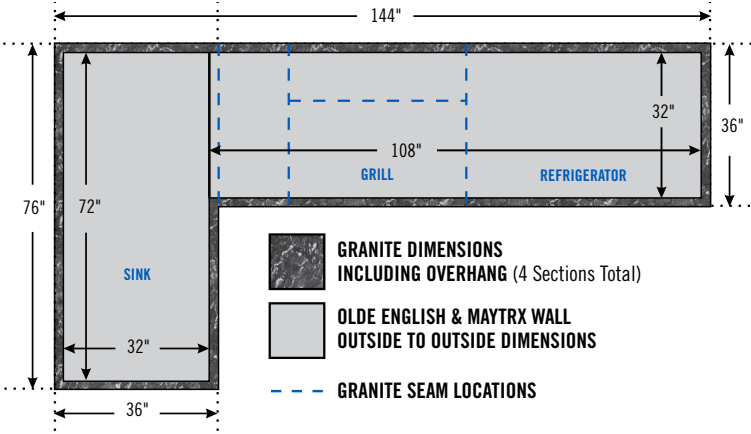 144"
32"
36"
108"
GRILL
REFRIGERATOR
76"
72"
SINK
GRANITE DIMENSIONS
INCLUDING OVERHANG (4 Sections Total)
OLDE ENGLISH & MAYTRX WALL
OUTSIDE TO OUTSIDE DIMENSIONS
32"
GRANITE SEAM LOCATIONS
36"